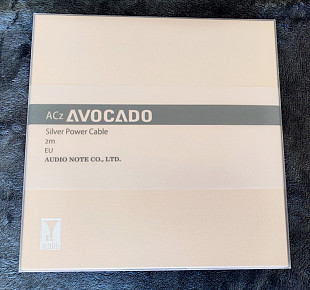 ACz AVOCADO
Silver Power Cable
2m
EU
AUDIO NOTE CO., LTD.